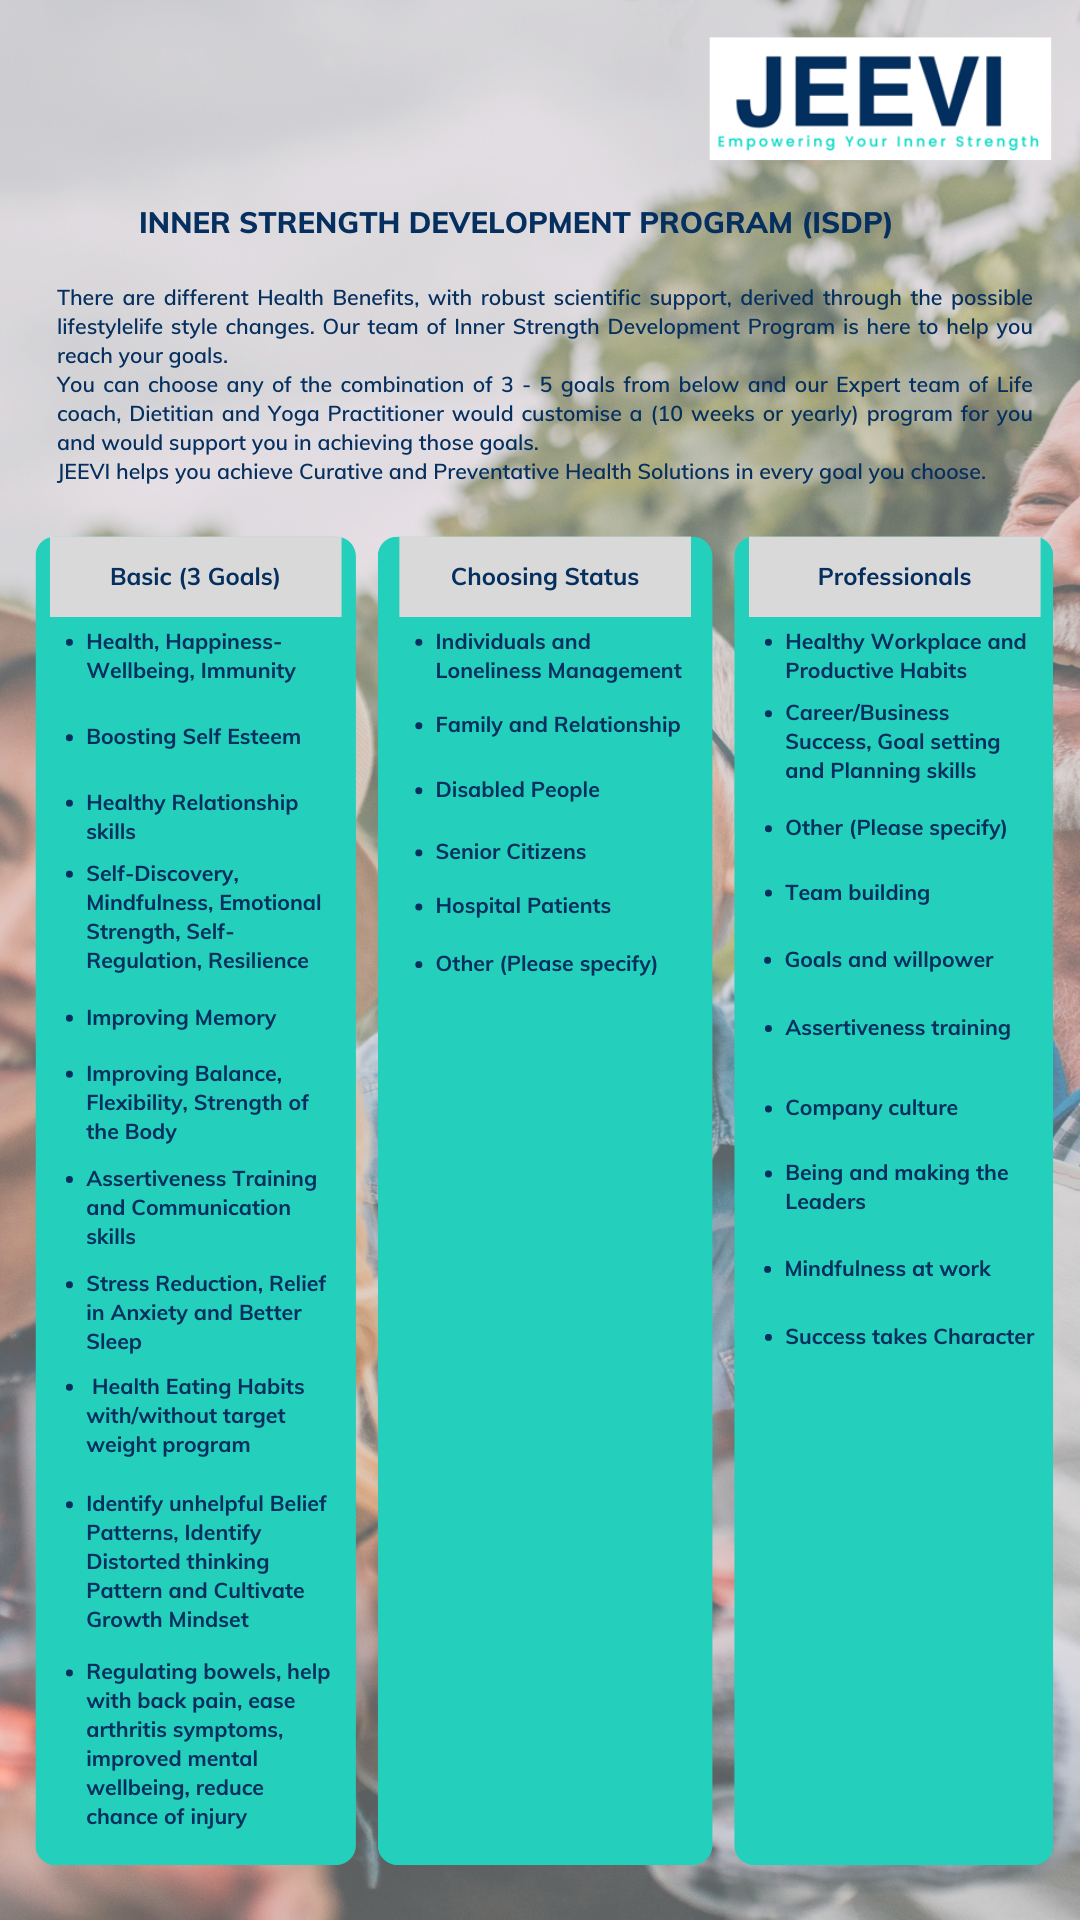 JEEVI
Empowering Your Inner Strength
INNER STRENGTH DEVELOPMENT PROGRAM (ISDP)
There are different Health Benefits, with robust scientific support, derived through the possible
lifestylelife style changes. Our team of Inner Strength Development Program is here to help you
reach your goals.
You can choose any of the combination of 3 - 5 goals from below and our Expert team of Life
coach, Dietitian and Yoga Practitioner would customise a (10 weeks or yearly) program for you
and would support you in achieving those goals.
JEEVI helps you achieve Curative and Preventative Health Solutions in every goal you choose.
Basic (3 Goals)
• Health, Happiness-
Wellbeing, Immunity
• Boosting Self Esteem
• Healthy Relationship
skills
• Self-Discovery,
Mindfulness, Emotional
Strength, Self-
Regulation, Resilience
• Improving Memory
• Improving Balance,
Flexibility, Strength of
the Body
• Assertiveness Training
and Communication
skills
• Stress Reduction, Relief
in Anxiety and Better
Sleep
• Health Eating Habits
with/without target
weight program
• Identify unhelpful Belief
Patterns, Identify
Distorted thinking
Pattern and Cultivate
Growth Mindset
• Regulating bowels, help
with back pain, ease
arthritis symptoms,
improved mental
wellbeing, reduce
chance of injury
Choosing Status
• Individuals and
Loneliness Management
• Family and Relationship
• Disabled People
• Senior Citizens
• Hospital Patients
• Other (Please specify)
Professionals
• Healthy Workplace and
Productive Habits
• Career/Business
Success, Goal setting
and Planning skills
• Other (Please specify)
• Team building
• Goals and willpower
• Assertiveness training
• Company culture
• Being and making the
Leaders
• Mindfulness at work
• Success takes Character